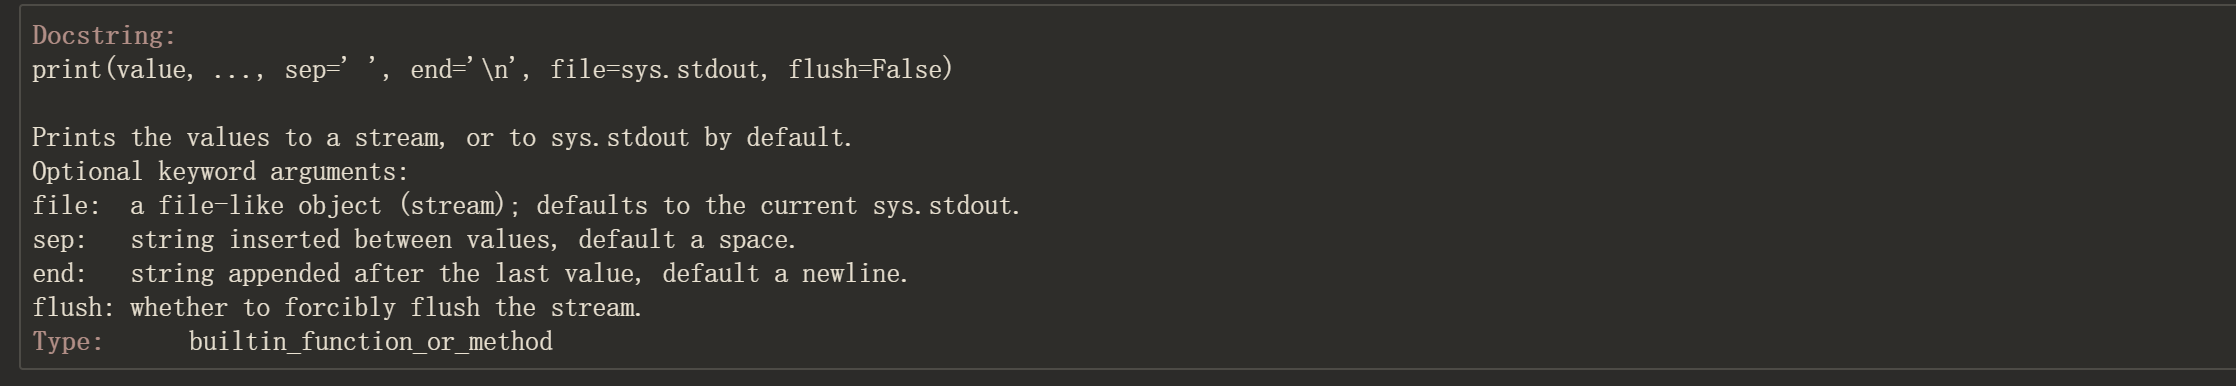 Docstring:
print(value, ..., sep=' ', end='\n', file=sys.stdout, flush=False)
Prints the values to a stream, or to sys.stdout by default.
Optional keyword arguments:
file:  a file-like object (stream); defaults to the current sys.stdout.
sep:   string inserted between values, default a space.
end:   string appended after the last value, default a newline.
flush: whether to forcibly flush the stream.
Type:      builtin_function_or_method